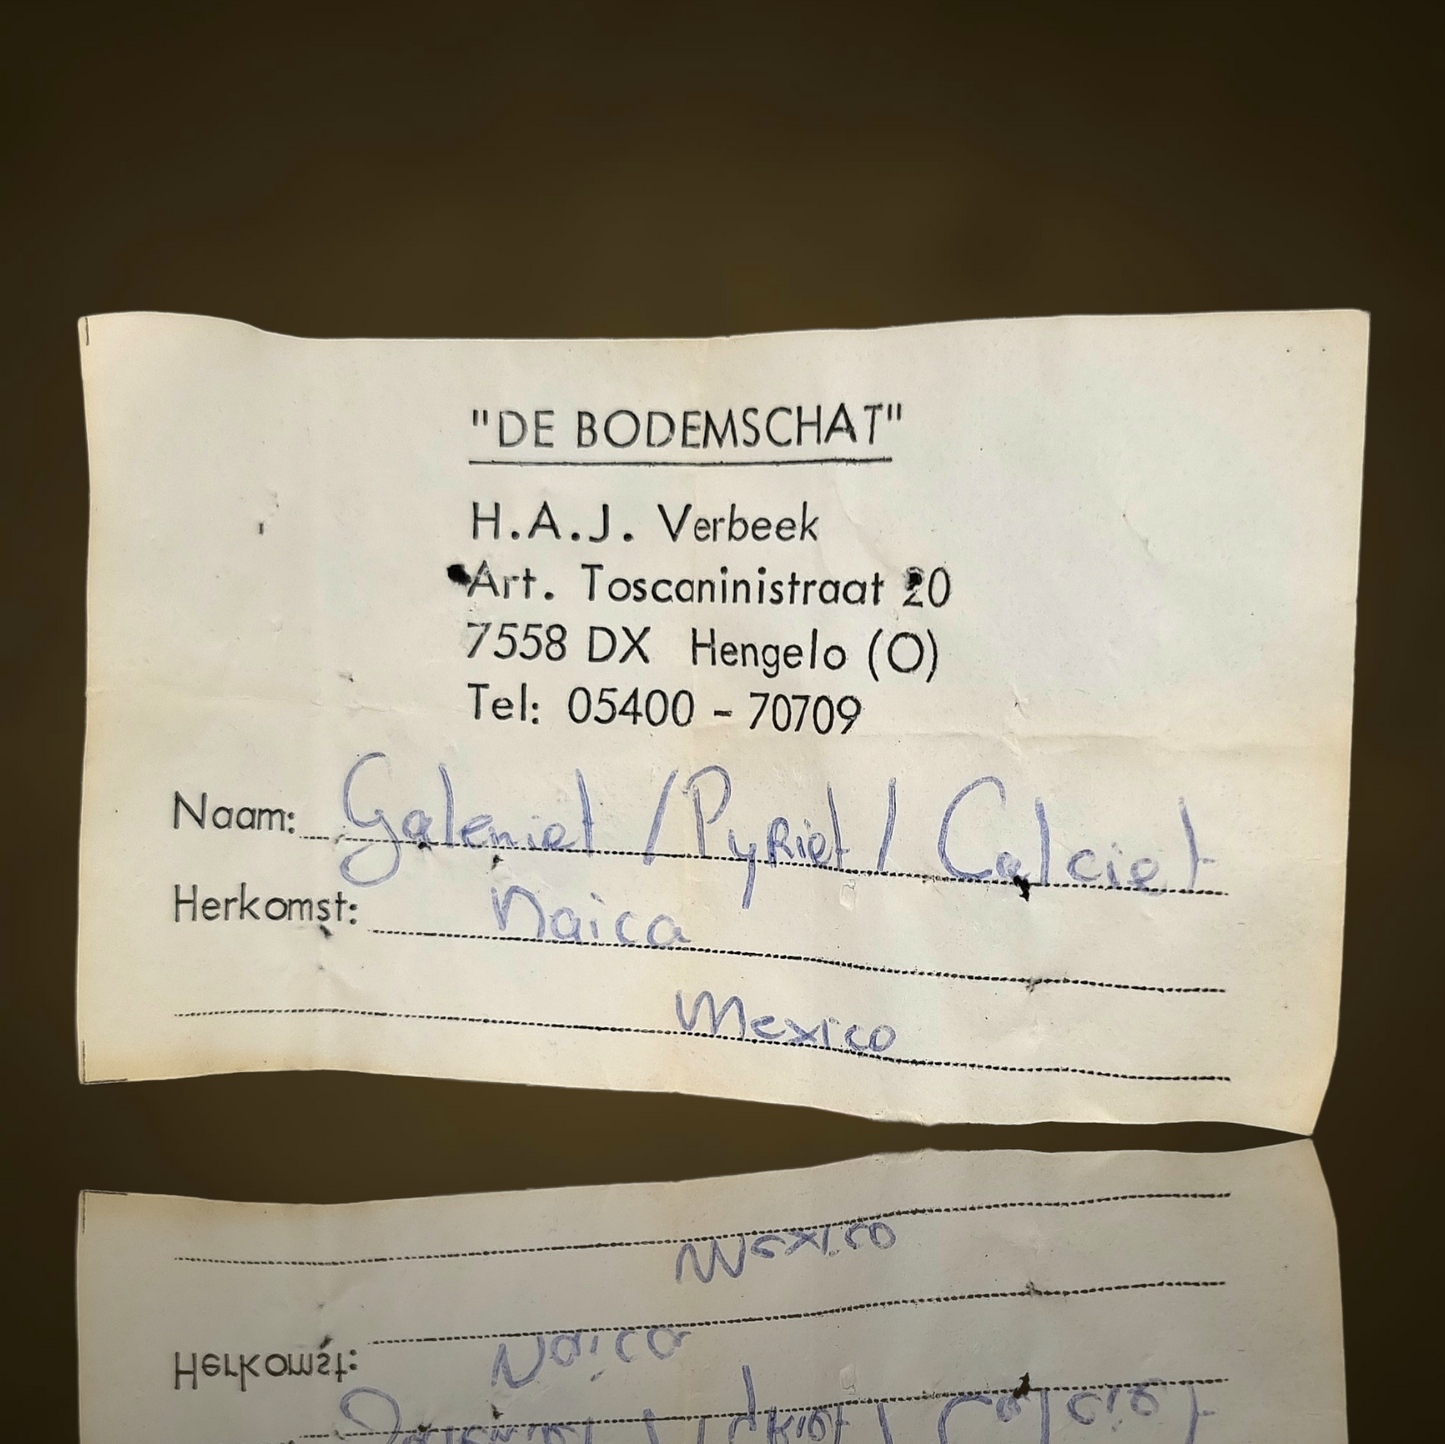 "DE BODEMSCHAT"
H.A.J. Verbeek
Art. Toscaninistraat 20
7558 DX Hengelo (O)
Tel: 05400 - 70709
Naam: Galeniet / Pyriet / Calciet
Herkomst: Naica
Mexico